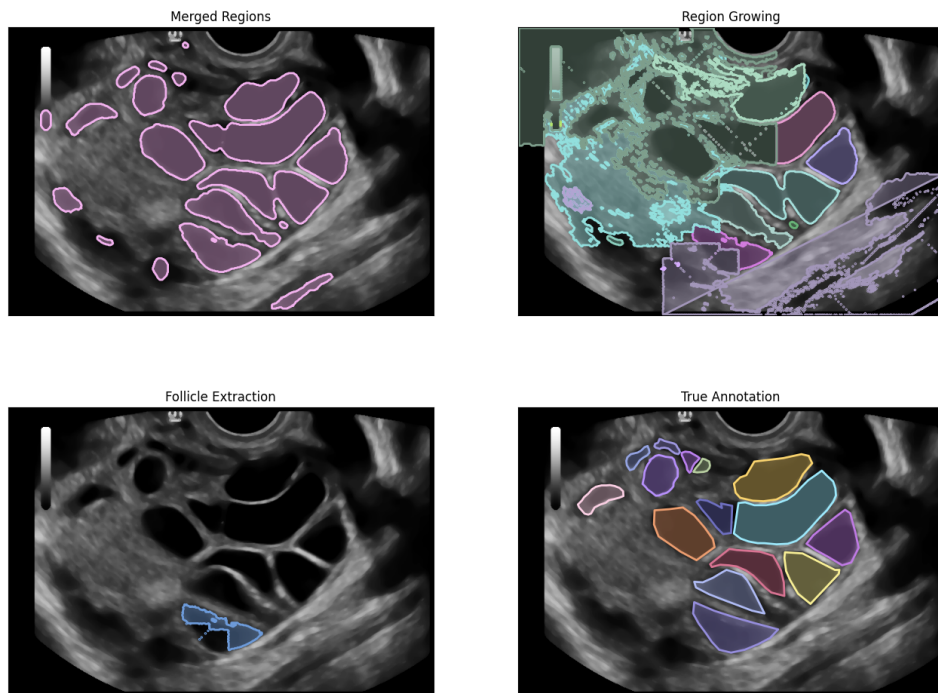 Merged Regions
Region Growing
Follicle Extraction
True Annotation